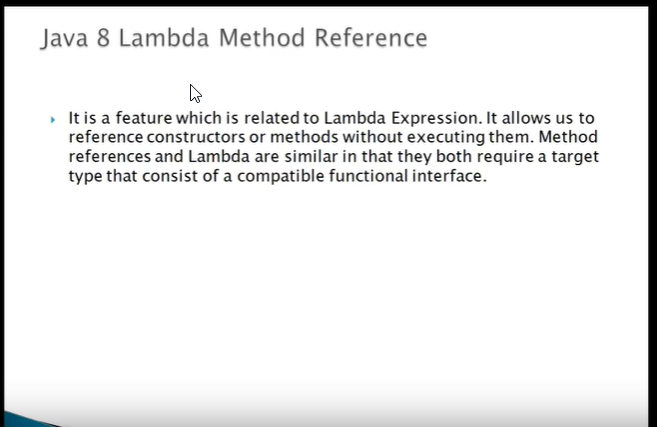 Java 8 Lambda Method Reference
It is a feature which is related to Lambda Expression. It allows us to
reference constructors or methods without executing them. Method
references and Lambda are similar in that they both require a target
type that consist of a compatible functional interface.